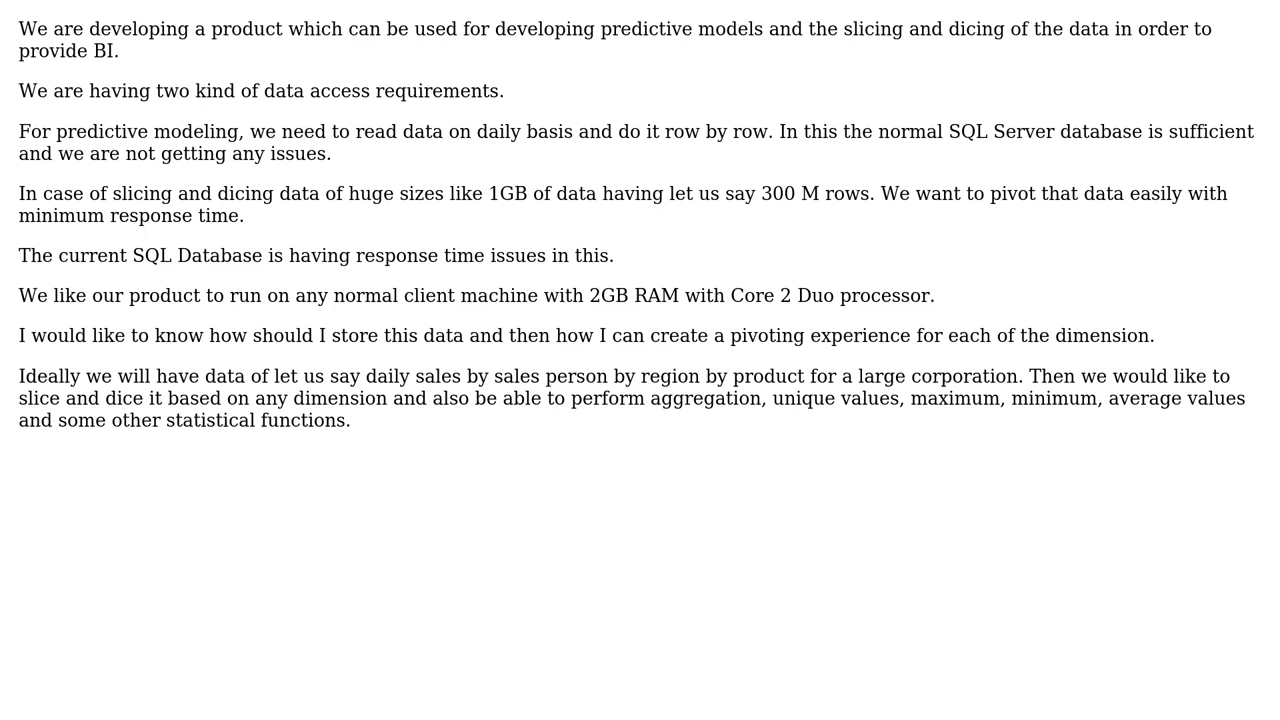 We are developing a product which can be used for developing predictive models and the slicing and dicing of the data in order to
provide BI.
We are having two kind of data access requirements.
For predictive modeling, we need to read data on daily basis and do it row by row. In this the normal SQL Server database is sufficient
and we are not getting any issues.
In case of slicing and dicing data of huge sizes like 1GB of data having let us say 300 M rows. We want to pivot that data easily with
minimum response time.
The current SQL Database is having response time issues in this.
We like our product to run on any normal client machine with 2GB RAM with Core 2 Duo processor.
I would like to know how should I store this data and then how I can create a pivoting experience for each of the dimension.
Ideally we will have data of let us say daily sales by sales person by region by product for a large corporation. Then we would like to
slice and dice it based on any dimension and also be able to perform aggregation, unique values, maximum, minimum, average values
and some other statistical functions.